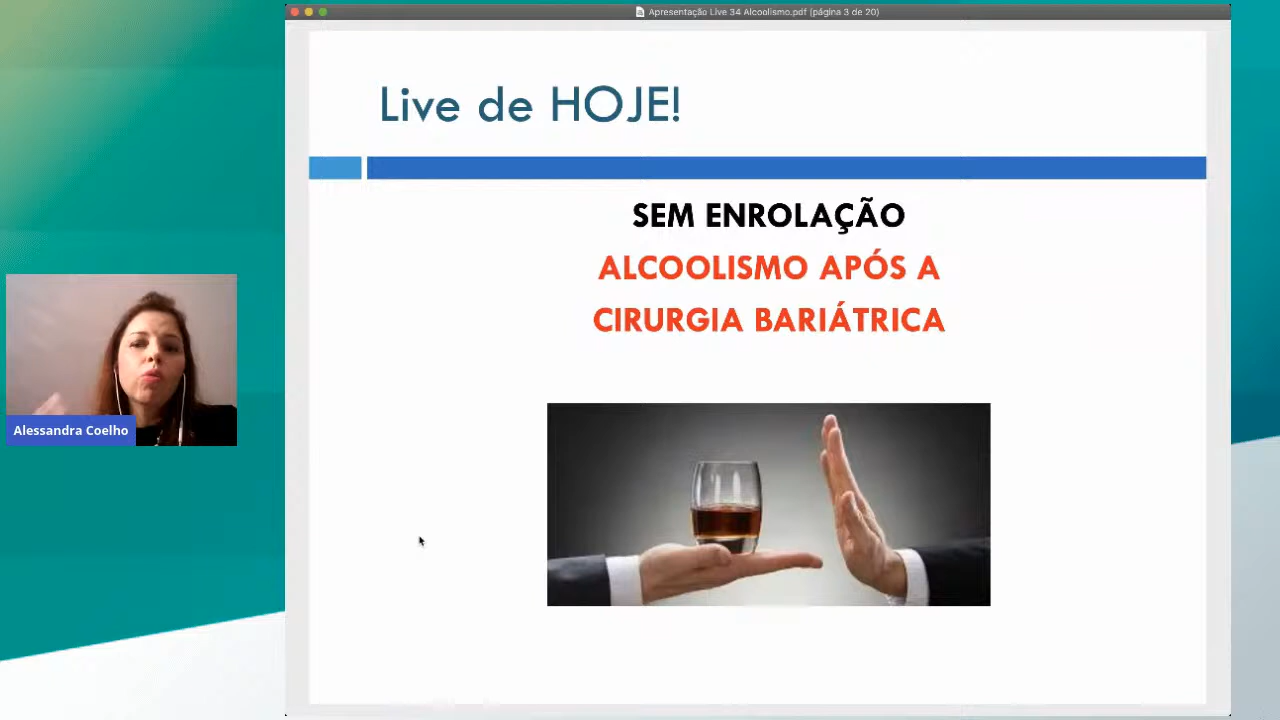 Apresentação Live 34 Alcoolismo.pdf (página 3 de 20)
Live de HOJE!
SEM ENROLAÇÃO
ALCOOLISMO APÓS A
CIRURGIA BARIÁTRICA
Alessandra Coelho